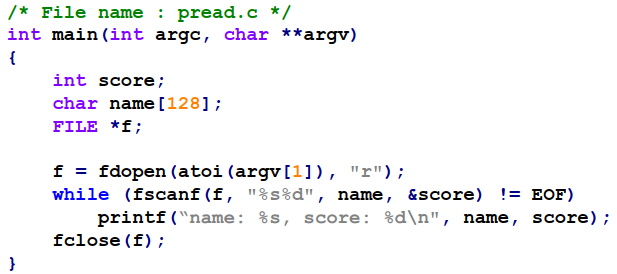 /* File name : pread.c */
int main(int argc, char **argv)
{
    int score;
    char name[128];
    FILE *f;

    f = fdopen(atoi(argv[1]), "r");
    while (fscanf(f, "%s%d", name, &score) != EOF)
        printf(“name: %s, score: %d\n", name, score);
    fclose(f);
}